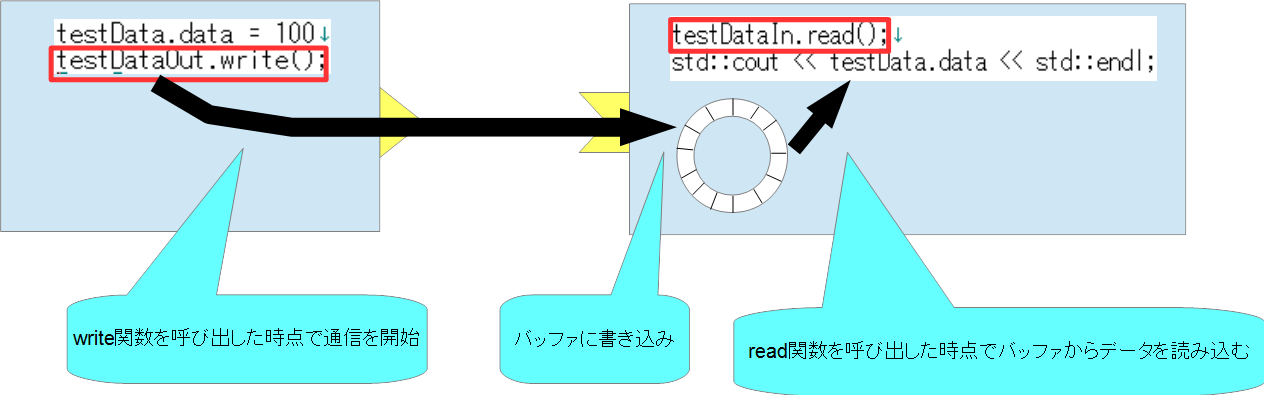 testData.data = 100↓
testDataOut.write();
testDataIn.read();↓
std::cout << testData.data << std::endl;
write関数を呼び出した時点で通信を開始
バッファに書き込み
read関数を呼び出した時点でバッファからデータを読み込む